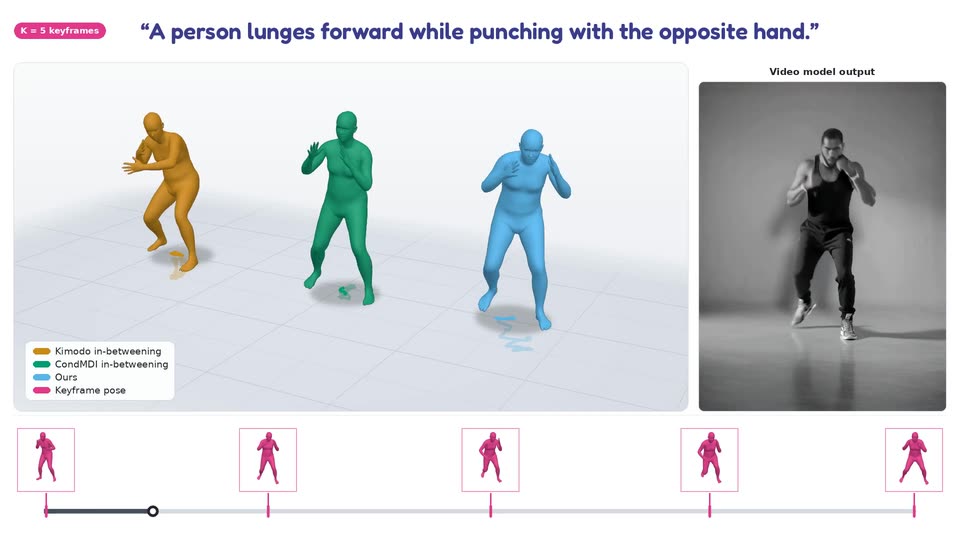 K = 5 keyframes
“A person lunges forward while punching with the opposite hand.”
Video model output
Kimodo in-betweening
CondMDI in-betweening
Ours
Keyframe pose